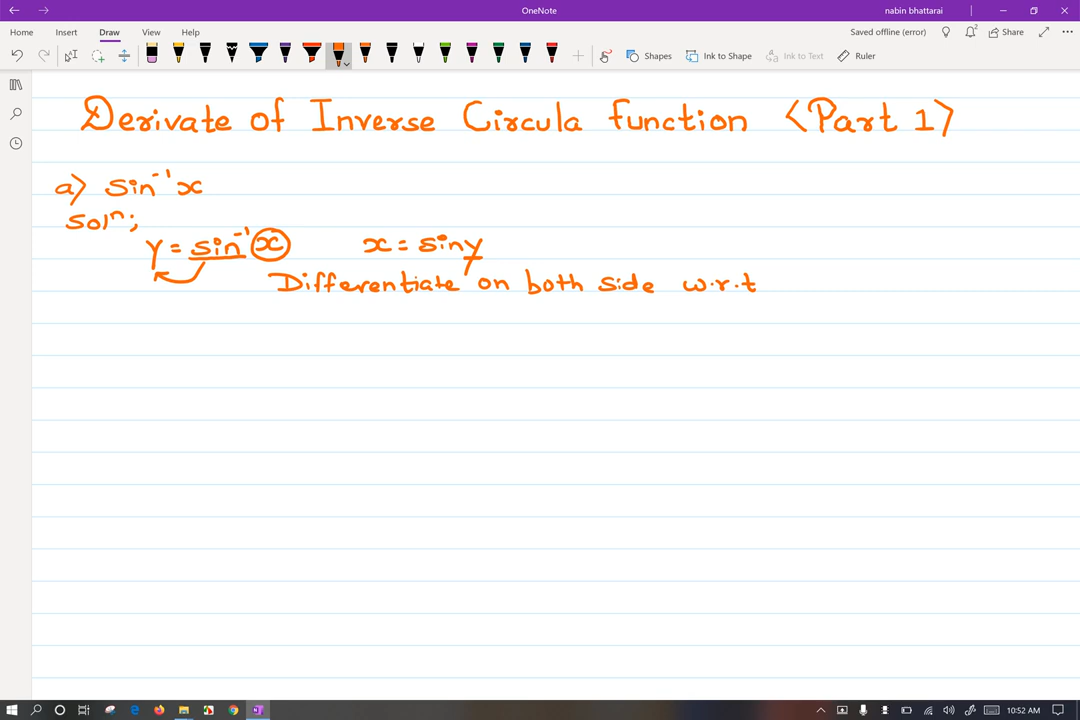 OneNote
nabin bhattarai
Home Insert Draw View Help
Saved offline (error)
Share
Shapes
Ink to Shape
Ink to Text
Ruler
Derivate of Inverse Circula function <Part 1>
a) sin⁻¹x
Solⁿ;
y = sin⁻¹x x = siny
Differentiate on both side w.r.t
10:52 AM